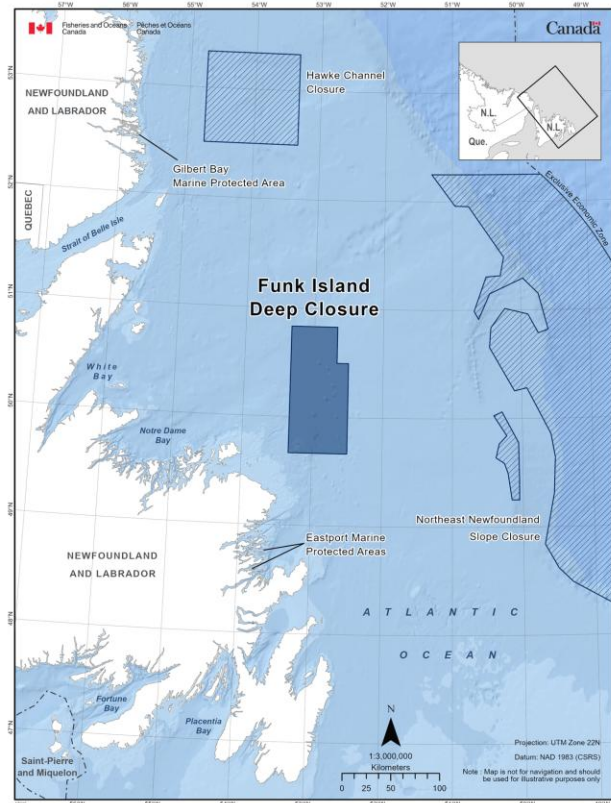 57°W
56°W
55°W
54°W
53°W
52°W
51°W
50°W
49°W
Fisheries and Oceans
Canada
Pêches et Océans
Canada
Canada
53°N
NEWFOUNDLAND
AND LABRADOR
Hawke Channel
Closure
N.L.
N.L.
Que.
Gilbert Bay
Marine Protected Area
52°N
QUEBEC
Exclusive Economic Zone
Strait of Belle Isle
51°N
Funk Island
Deep Closure
White
Bay
50°N
Notre Dame
Bay
49°N
Northeast Newfoundland
Slope Closure
Eastport Marine
Protected Areas
NEWFOUNDLAND
AND LABRADOR
48°N
ATLANTIC
OCEAN
Fortune
Bay
Placentia
Bay
47°N
Saint-Pierre
and Miquelon
N
1:3,000,000
Kilometers
0 25 50 100
Projection: UTM Zone 22N
Datum: NAD 1983 (CSRS)
Note : Map is not for navigation and should
be used for illustrative purposes only